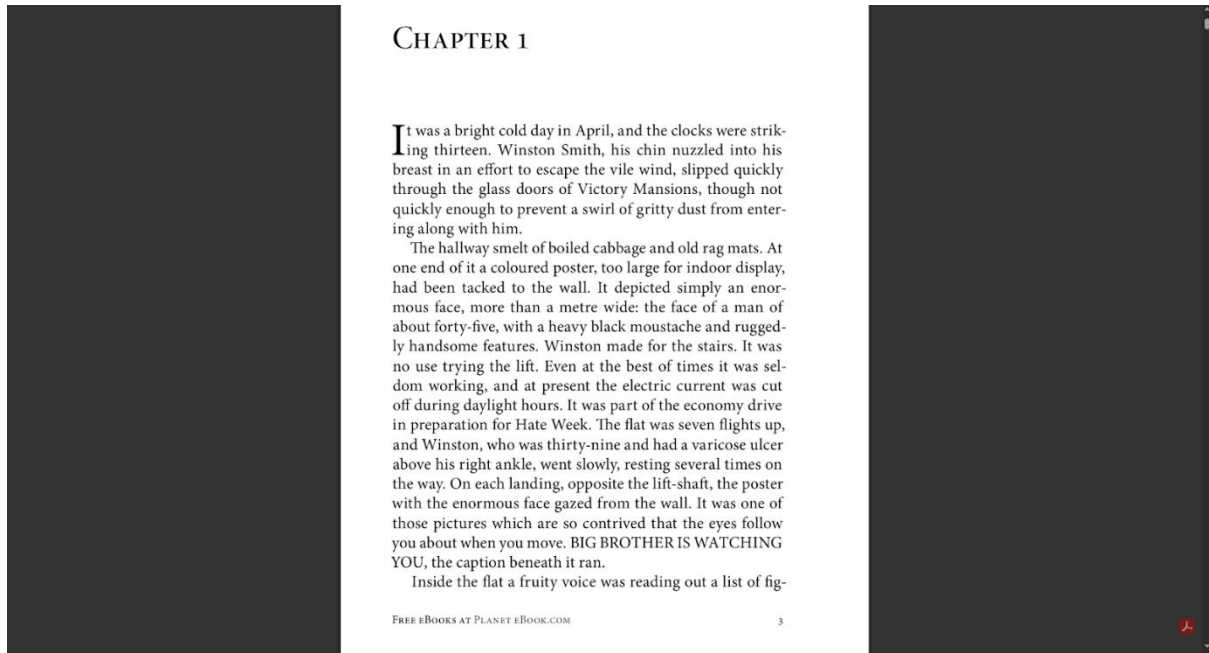 CHAPTER 1
It was a bright cold day in April, and the clocks were strik-
ing thirteen. Winston Smith, his chin nuzzled into his
breast in an effort to escape the vile wind, slipped quickly
through the glass doors of Victory Mansions, though not
quickly enough to prevent a swirl of gritty dust from enter-
ing along with him.
The hallway smelt of boiled cabbage and old rag mats. At
one end of it a coloured poster, too large for indoor display,
had been tacked to the wall. It depicted simply an enor-
mous face, more than a metre wide: the face of a man of
about forty-five, with a heavy black moustache and rugged-
ly handsome features. Winston made for the stairs. It was
no use trying the lift. Even at the best of times it was sel-
dom working, and at present the electric current was cut
off during daylight hours. It was part of the economy drive
in preparation for Hate Week. The flat was seven flights up,
and Winston, who was thirty-nine and had a varicose ulcer
above his right ankle, went slowly, resting several times on
the way. On each landing, opposite the lift-shaft, the poster
with the enormous face gazed from the wall. It was one of
those pictures which are so contrived that the eyes follow
you about when you move. BIG BROTHER IS WATCHING
YOU, the caption beneath it ran.
Inside the flat a fruity voice was reading out a list of fig-
FREE EBOOKS AT PLANET EBOOK.COM 3